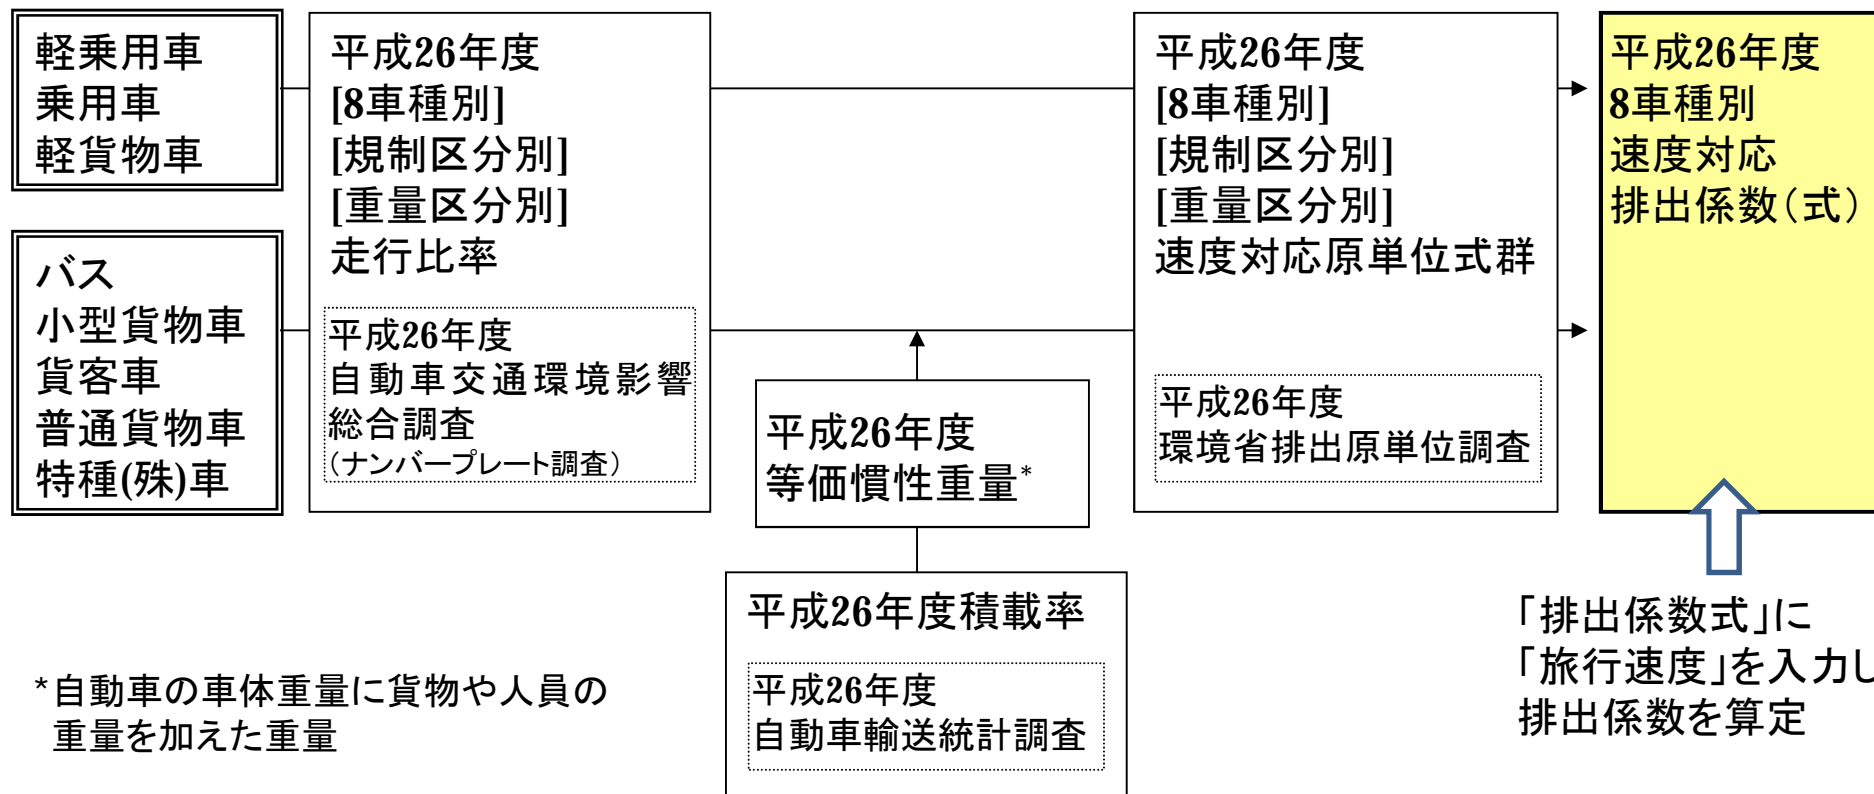 軽乗用車
乗用車
軽貨物車
バス
小型貨物車
貨客車
普通貨物車
特種(殊)車
平成26年度
[8車種別]
[規制区分別]
[重量区分別]
走行比率
平成26年度
自動車交通環境影響
総合調査
（ナンバープレート調査）
平成26年度
等価慣性重量*
平成26年度積載率
平成26年度
自動車輸送統計調査
平成26年度
[8車種別]
[規制区分別]
[重量区分別]
速度対応原単位式群
平成26年度
環境省排出原単位調査
平成26年度
8車種別
速度対応
排出係数（式）
「排出係数式」に
「旅行速度」を入力し
排出係数を算定
*自動車の車体重量に貨物や人員の
重量を加えた重量